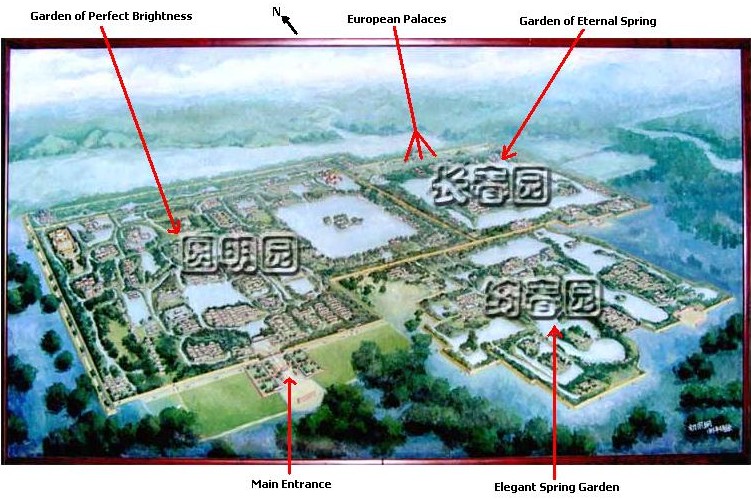 N
Garden of Perfect Brightness
European Palaces
Garden of Eternal Spring
长春园
圆明园
绮春园
Main Entrance
Elegant Spring Garden